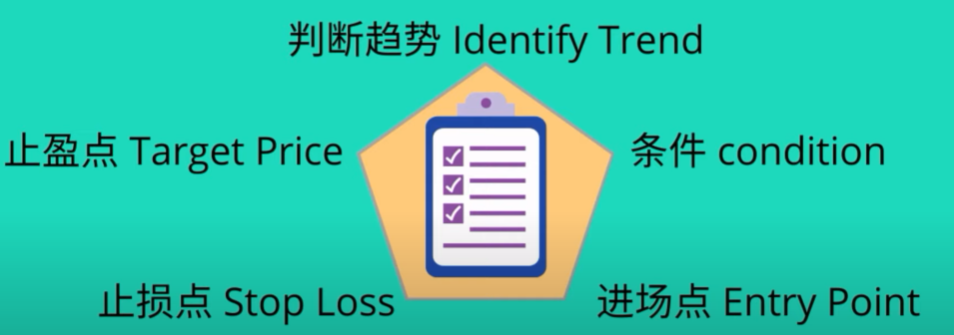 判断趋势 Identify Trend
止盈点 Target Price
条件 condition
止损点 Stop Loss
进场点 Entry Point